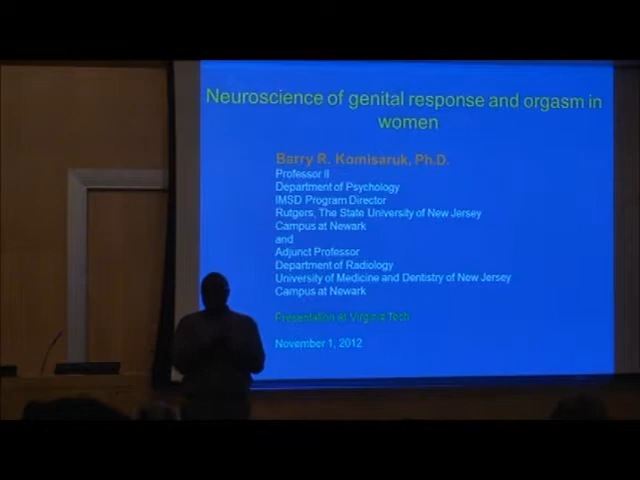 Neuroscience of genital response and orgasm in
women
Barry R. Komisaruk, Ph.D.
Professor II
Department of Psychology
IMSD Program Director
Rutgers, The State University of New Jersey
Campus at Newark
and
Adjunct Professor
Department of Radiology
University of Medicine and Dentistry of New Jersey
Campus at Newark
Presentation at Virginia Tech
November 1, 2012